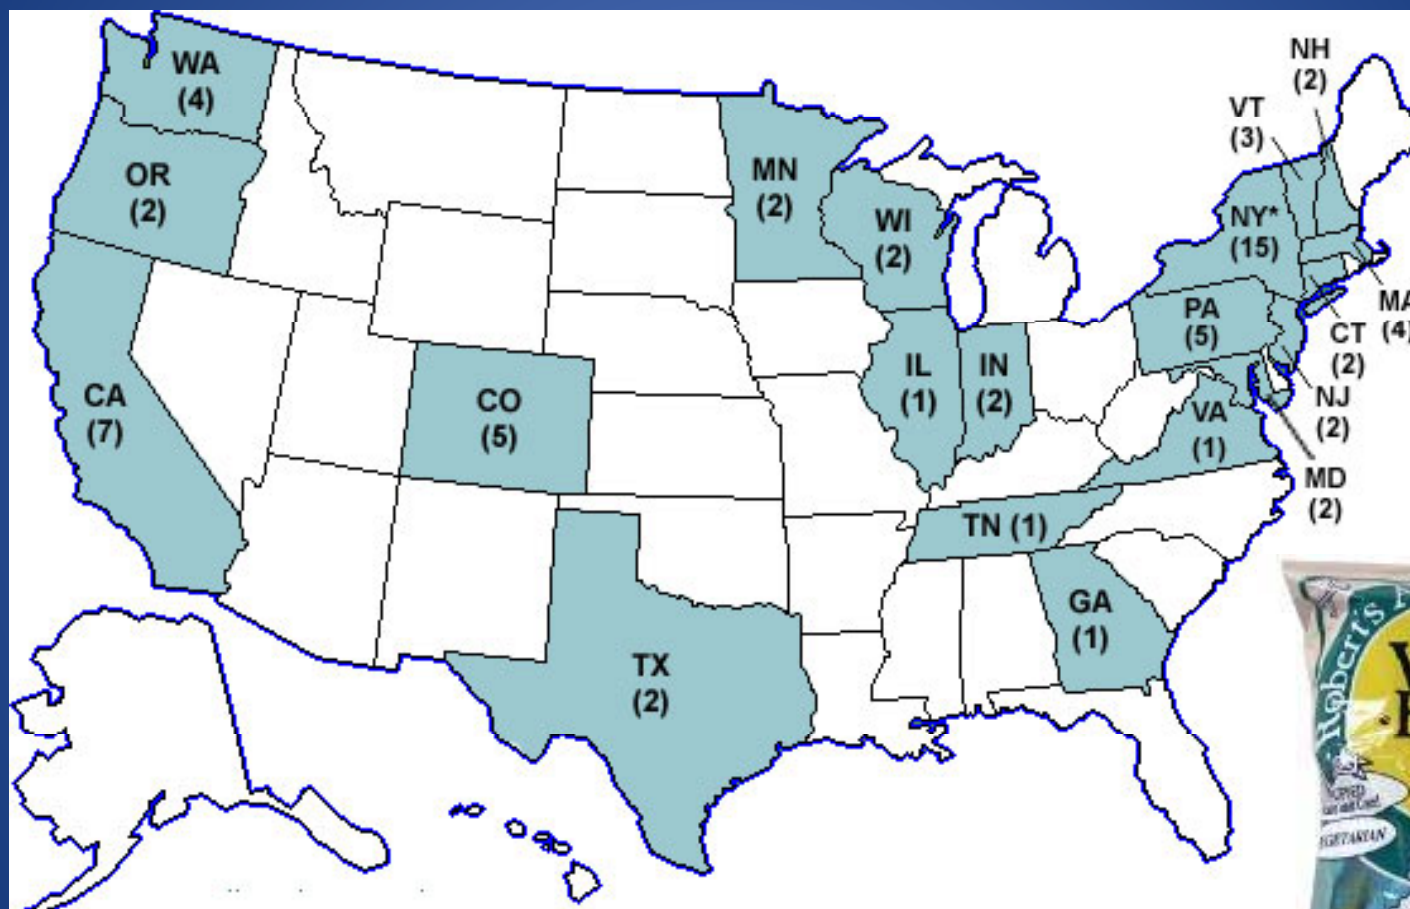 WA
(4)
OR
(2)
CA
(7)
CO
(5)
TX
(2)
MN
(2)
WI
(2)
IL
(1)
IN
(2)
TN (1)
GA
(1)
VA
(1)
PA
(5)
NY*
(15)
VT
(3)
NH
(2)
MA
(4)
CT
(2)
NJ
(2)
MD
(2)
Robert's
VEGETARIAN